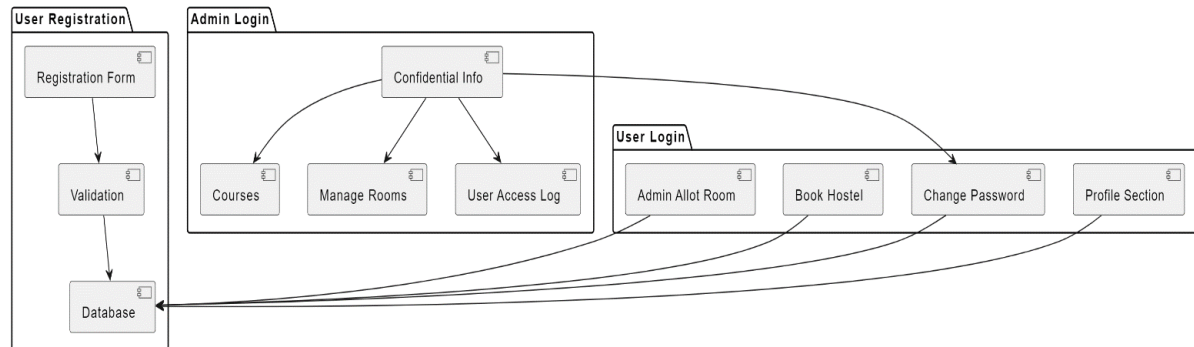 User Registration
Admin Login
Registration Form
Confidential Info
User Login
Validation
Courses
Manage Rooms
User Access Log
Admin Allot Room
Book Hostel
Change Password
Profile Section
Database